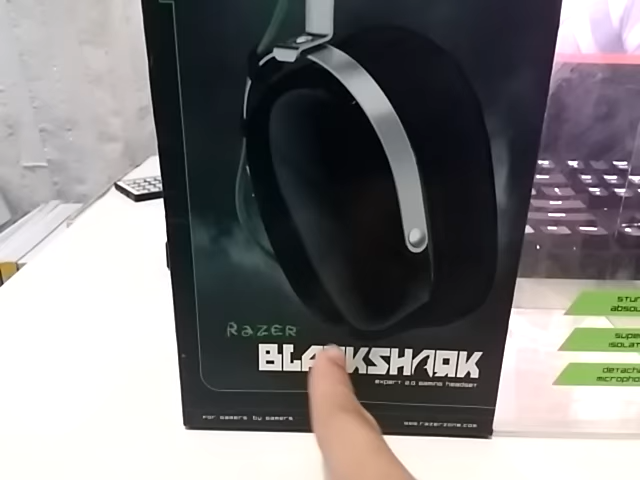 RAZER
BLACKSHARK
expert 2.0 gaming headset
For gamers by gamers
www.razerzone.com